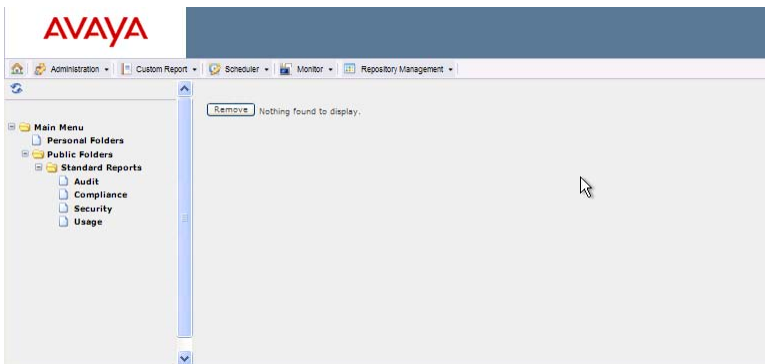 AVAYA
Administration Custom Report Scheduler Monitor Repository Management
Remove Nothing found to display.
Main Menu
Personal Folders
Public Folders
Standard Reports
Audit
Compliance
Security
Usage